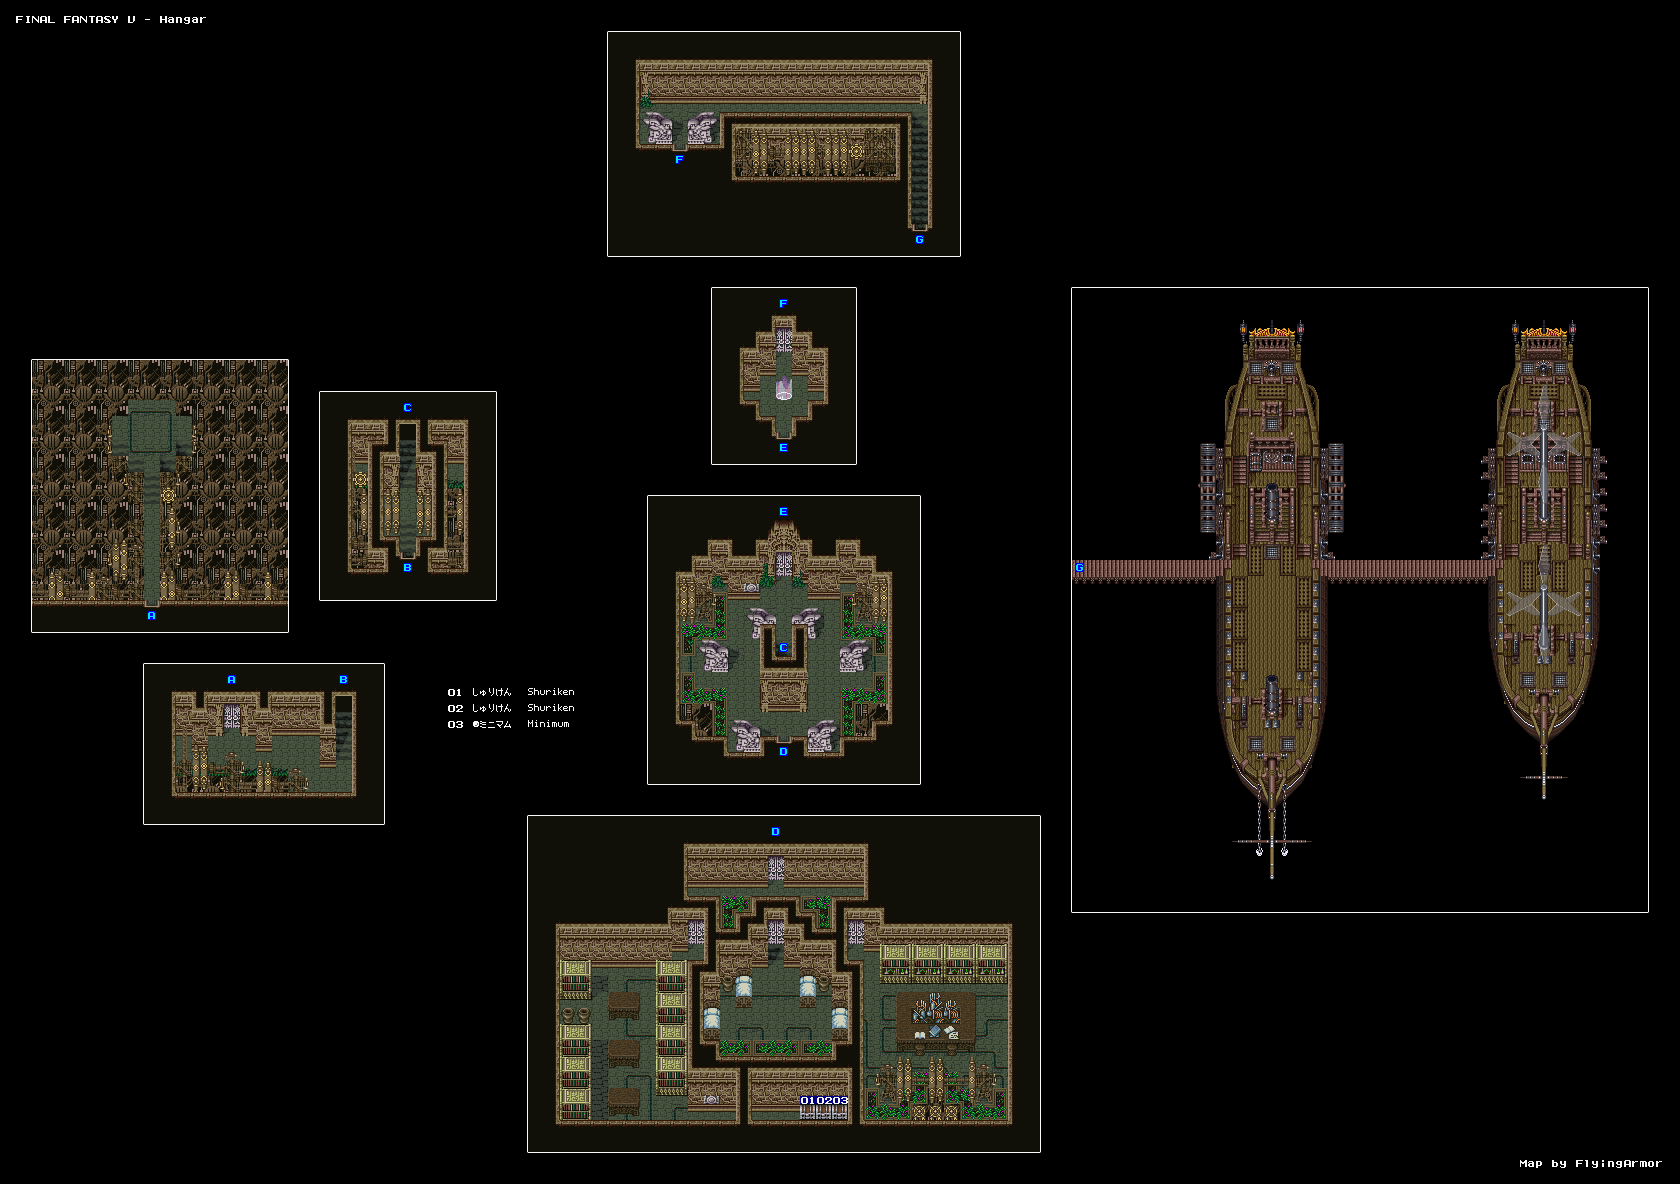 FINAL FANTASY V - Hangar
F
G
F
E
G
C
B
A
E
C
D
A
B
01 しゅりけん Shuriken
02 しゅりけん Shuriken
03 ●ミニマム Minimum
D
010203
Map by FlyingArmor